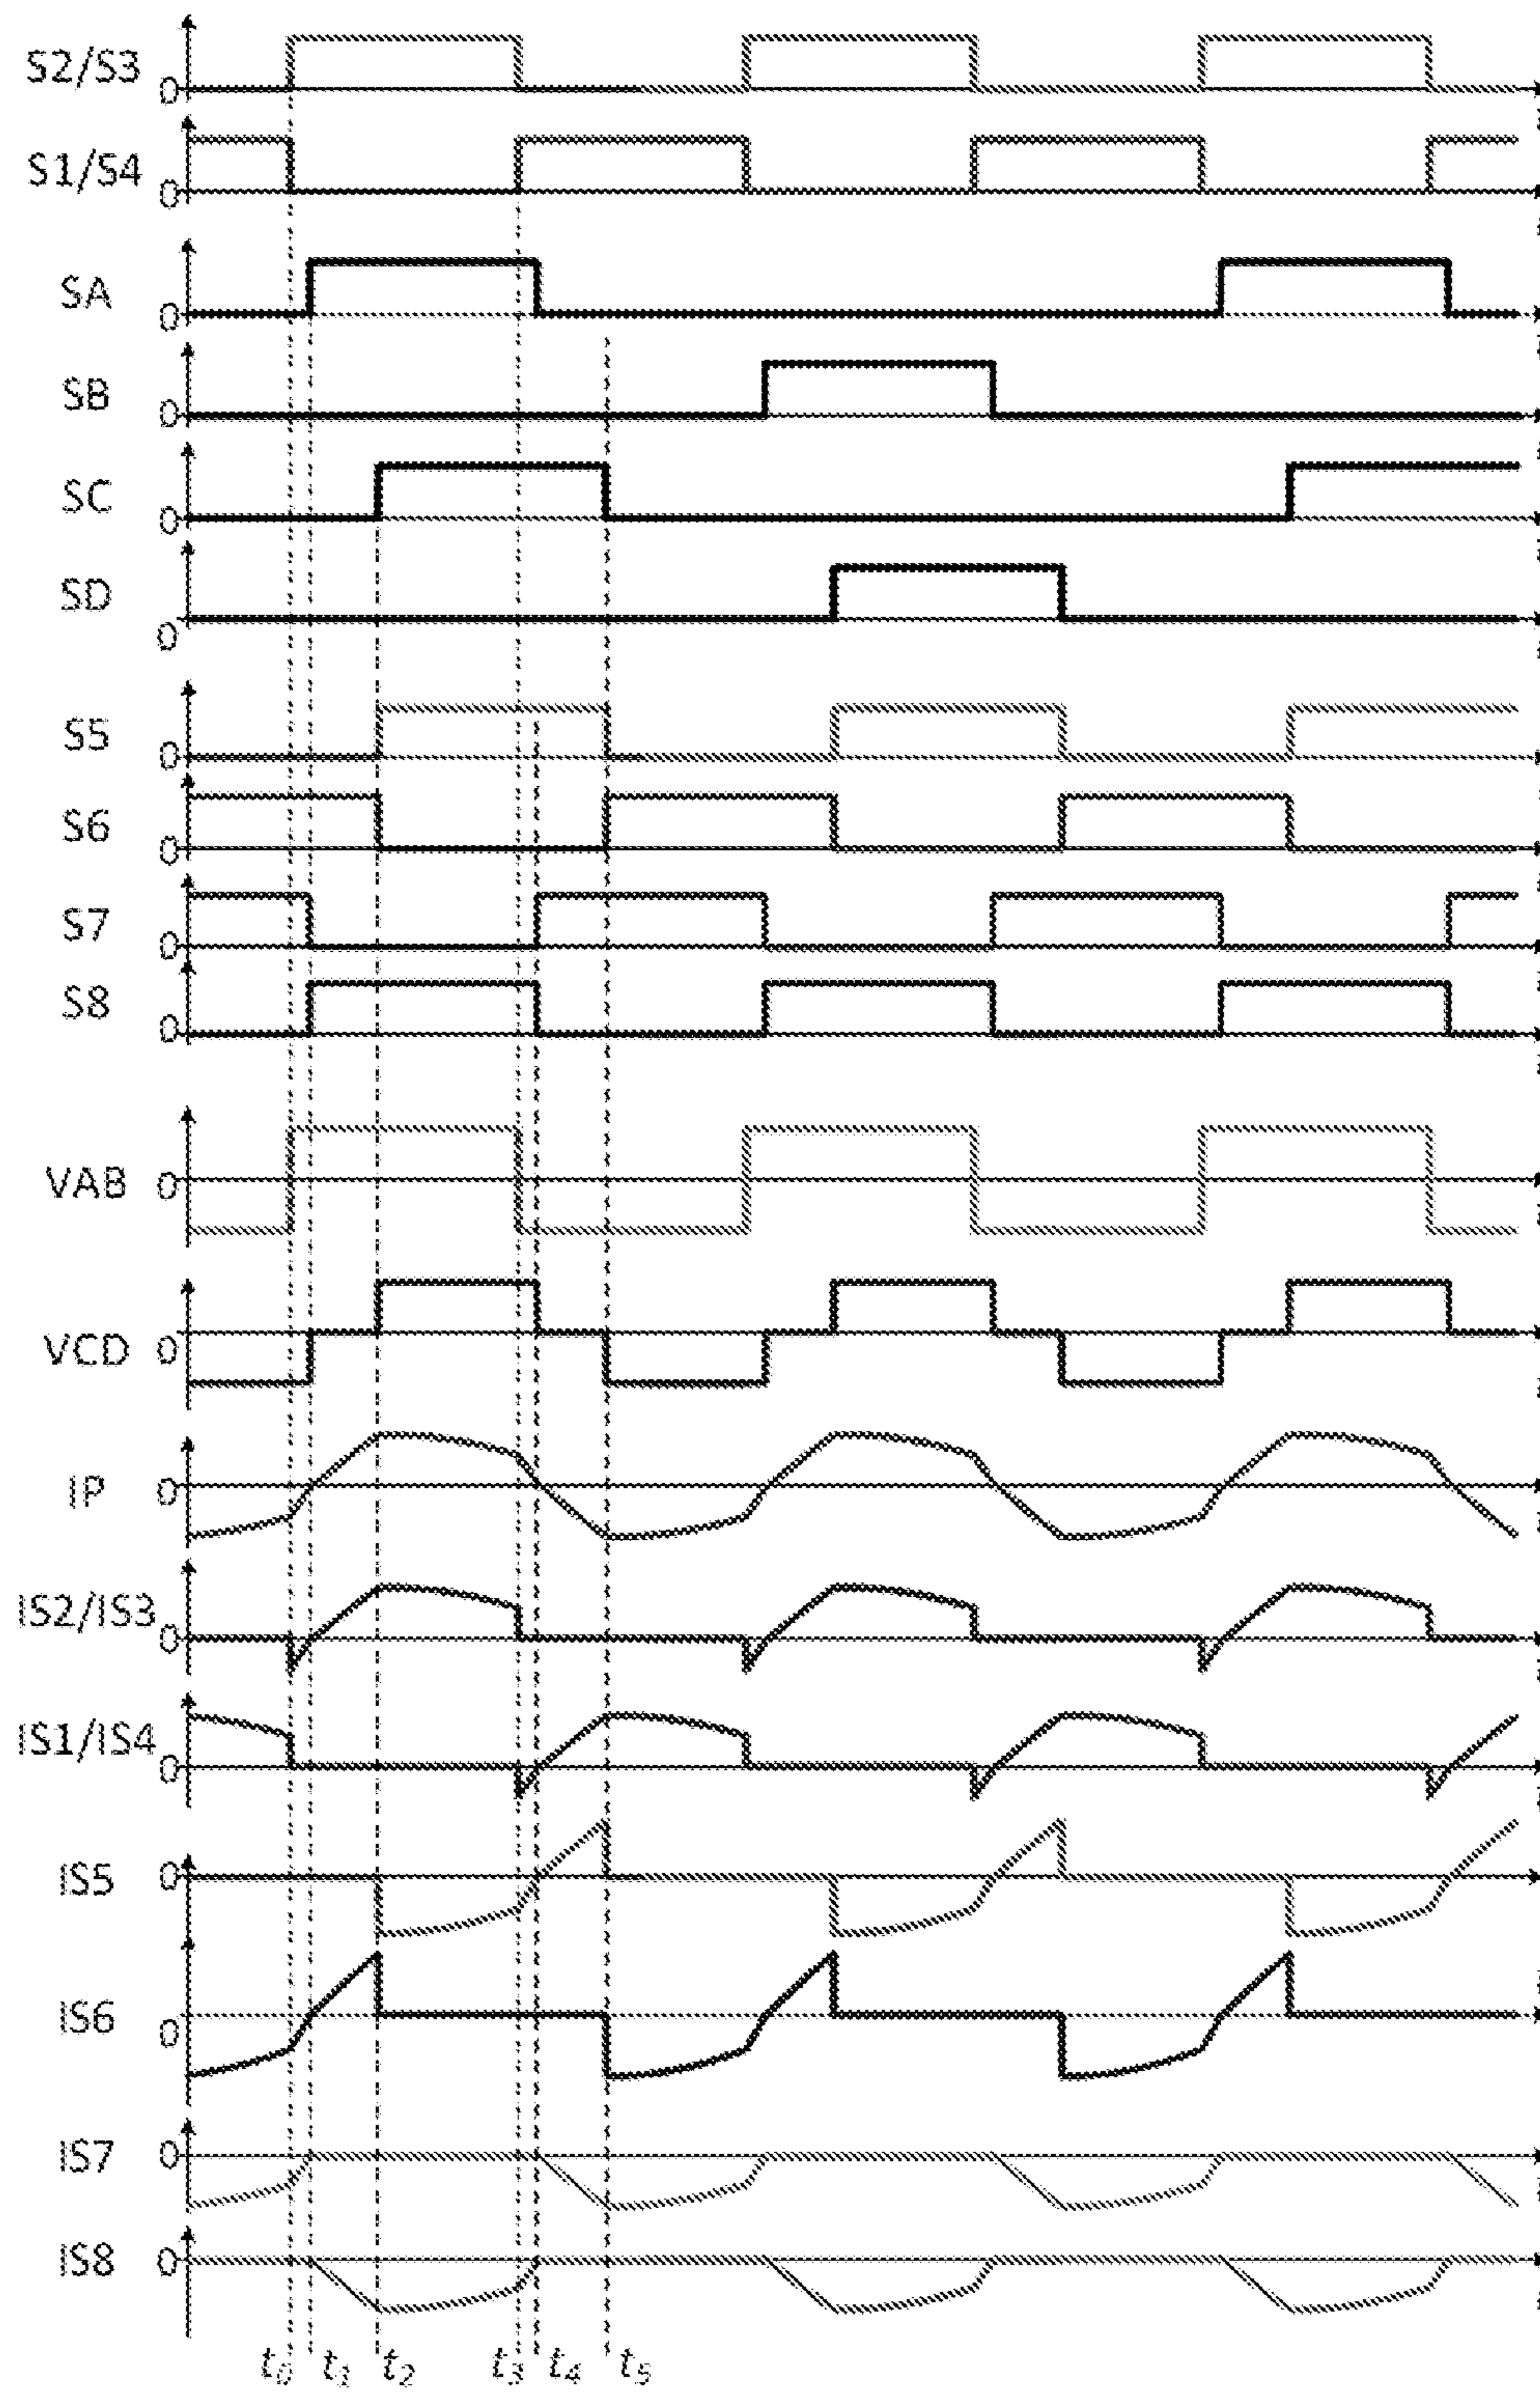 S2/S3 0
S1/S4 0
SA 0
SB 0
SC 0
SD 0
S5 0
S6 0
S7 0
S8 0
VAB 0
VCD 0
IP 0
IS2/IS3 0
IS1/IS4 0
IS5 0
IS6 0
IS7 0
IS8 0
t0 t1 t2 t3 t4 t5